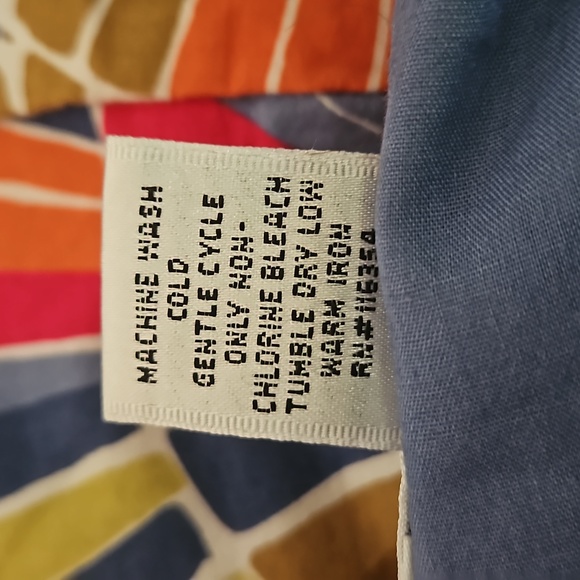 MACHINE WASH
COLD
GENTLE CYCLE
ONLY NON-
CHLORINE BLEACH
TUMBLE DRY LOW
WARM IRON
RN#116354